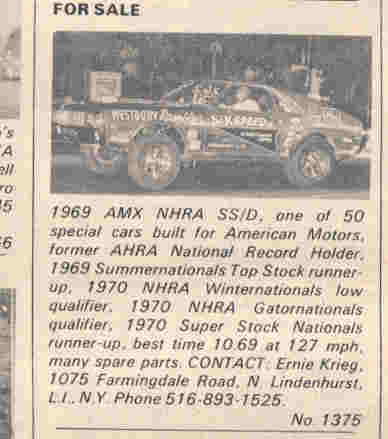 FOR SALE
WESTBURY
S/K SPEED
1969 AMX NHRA SS/D, one of 50
special cars built for American Motors,
former AHRA National Record Holder,
1969 Summernationals Top Stock runner-
up, 1970 NHRA Winternationals low
qualifier, 1970 NHRA Gatornationals
qualifier, 1970 Super Stock Nationals
runner-up, best time 10.69 at 127 mph,
many spare parts. CONTACT: Ernie Krieg,
1075 Farmingdale Road, N. Lindenhurst,
L.I., N.Y. Phone 516-893-1525.
No. 1375